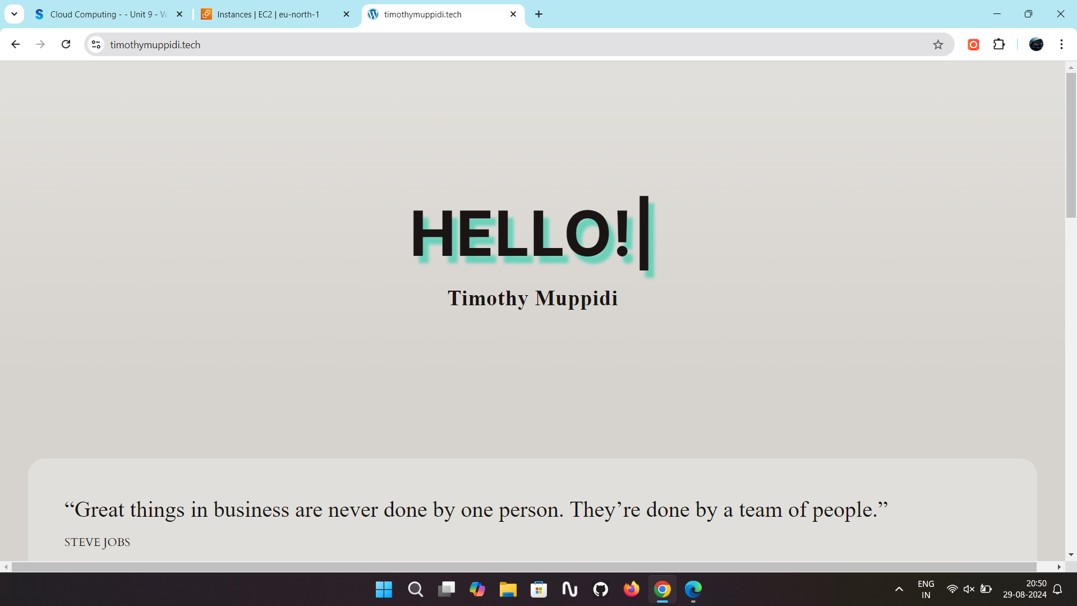 Cloud Computing - - Unit 9 - V
Instances | EC2 | eu-north-1
timothymuppidi.tech
timothymuppidi.tech
HELLO!
Timothy Muppidi
“Great things in business are never done by one person. They’re done by a team of people.”
STEVE JOBS
ENG
IN
20:50
29-08-2024